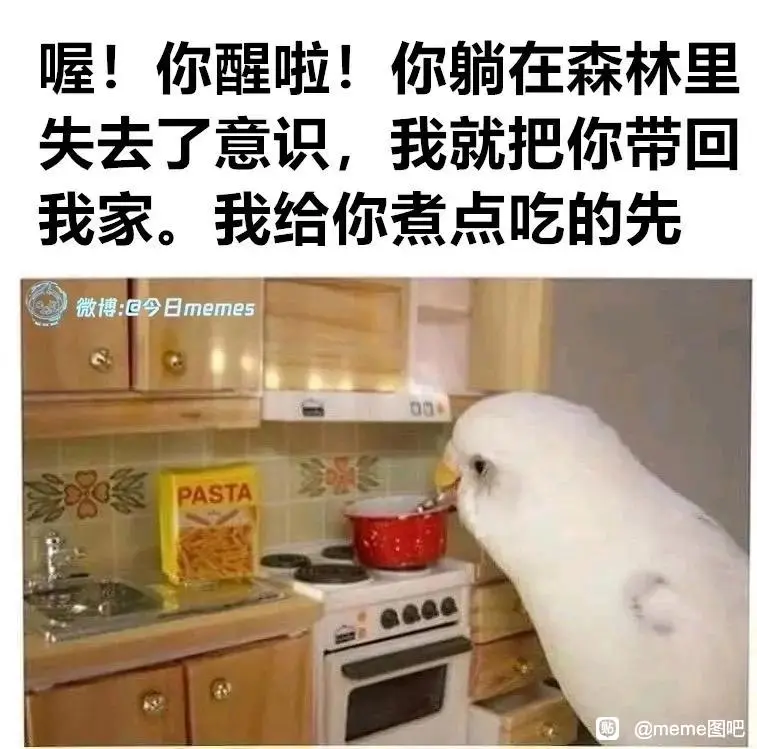 喔！你醒啦！你躺在森林里
失去了意识，我就把你带回
我家。我给你煮点吃的先
微博:@今日memes
PASTA
贴 @meme图吧